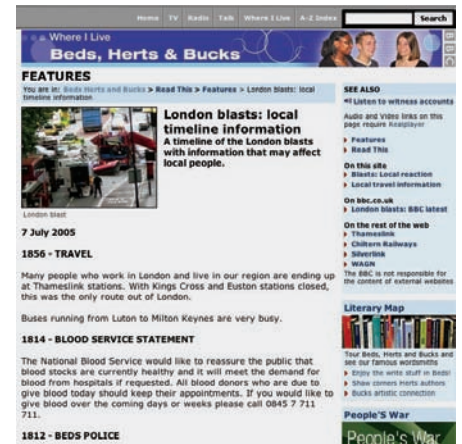 Home TV Radio Talk Where I Live A-Z Index Search
Where I Live
Beds, Herts & Bucks
BBC
FEATURES
You are in: Beds Herts and Bucks > Read This > Features > London blasts: local
timeline information
London blasts: local
timeline information
A timeline of the London blasts
with information that may affect
local people.
London blast
7 July 2005
1856 - TRAVEL
Many people who work in London and live in our region are ending up
at Thameslink stations. With Kings Cross and Euston stations closed,
this was the only route out of London.
Buses running from Luton to Milton Keynes are very busy.
1814 - BLOOD SERVICE STATEMENT
The National Blood Service would like to reassure the public that
blood stocks are currently healthy and it will meet the demand for
blood from hospitals if requested. All blood donors who are due to
give blood today should keep their appointments. If you would like to
give blood over the coming days or weeks please call 0845 7 711
711.
1812 - BEDS POLICE
SEE ALSO
Listen to witness accounts
Audio and Video links on this
page require Realplayer
Features
Read This
On this site
Blasts: Local reaction
Local travel information
On bbc.co.uk
London blasts: BBC latest
On the rest of the web
Thameslink
Chiltern Railways
Silverlink
WAGN
The BBC is not responsible for
the content of external websites
Literary Map
Tour Beds, Herts and Bucks and
see our famous wordsmiths
Enjoy the write stuff in Beds!
Show corners Herts authors
Bucks artistic connection
People'S War
People's War